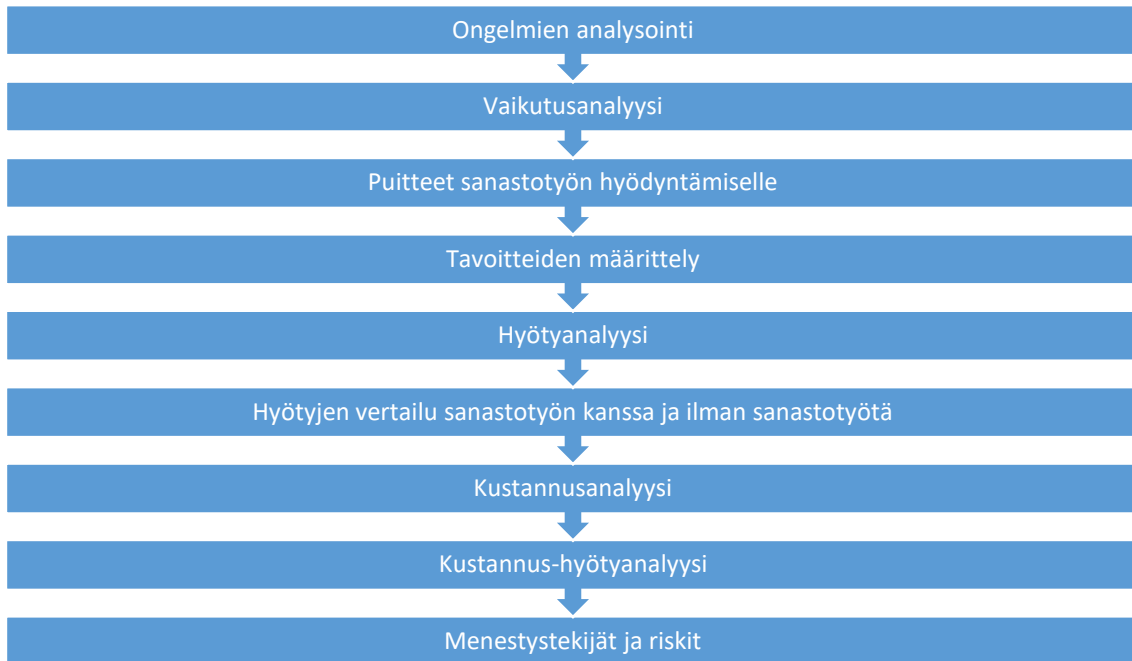 Ongelmien analysointi
Vaikutusanalyysi
Puitteet sanastotyön hyödyntämiselle
Tavoitteiden määrittely
Hyötyanalyysi
Hyötyjen vertailu sanastotyön kanssa ja ilman sanastotyötä
Kustannusanalyysi
Kustannus-hyötyanalyysi
Menestystekijät ja riskit